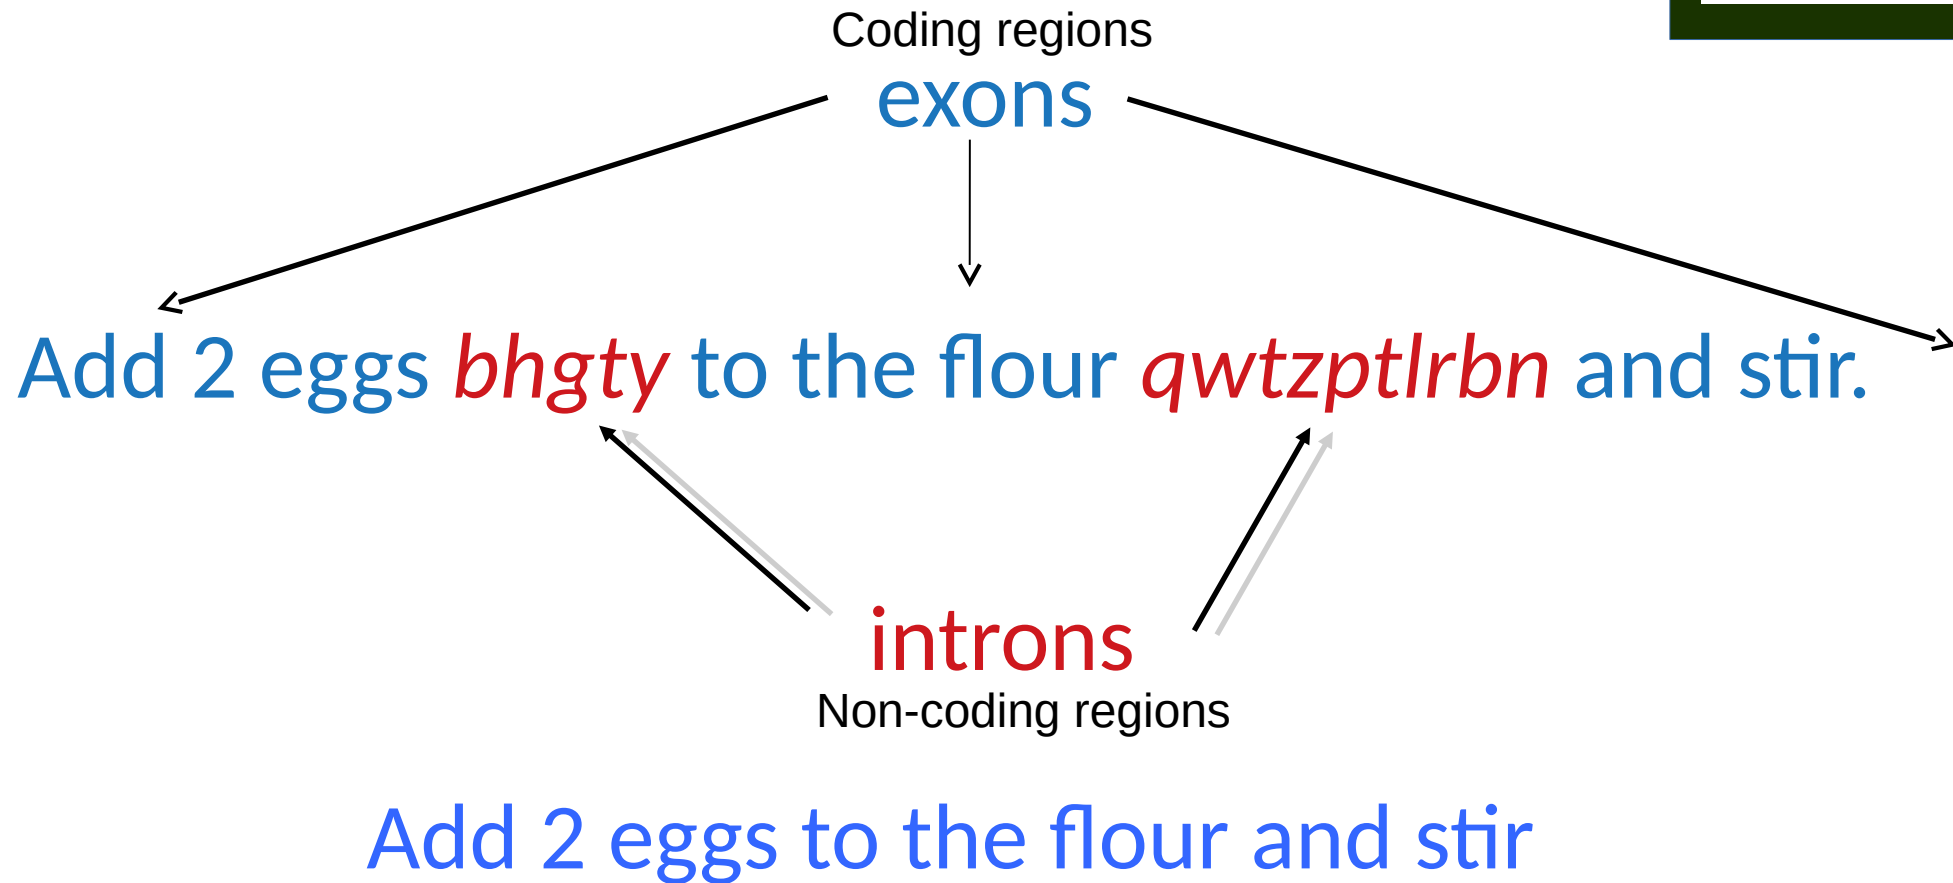 Coding regions
exons
Add 2 eggs bhgty to the flour qwtzptlrbn and stir.
introns
Non-coding regions
Add 2 eggs to the flour and stir